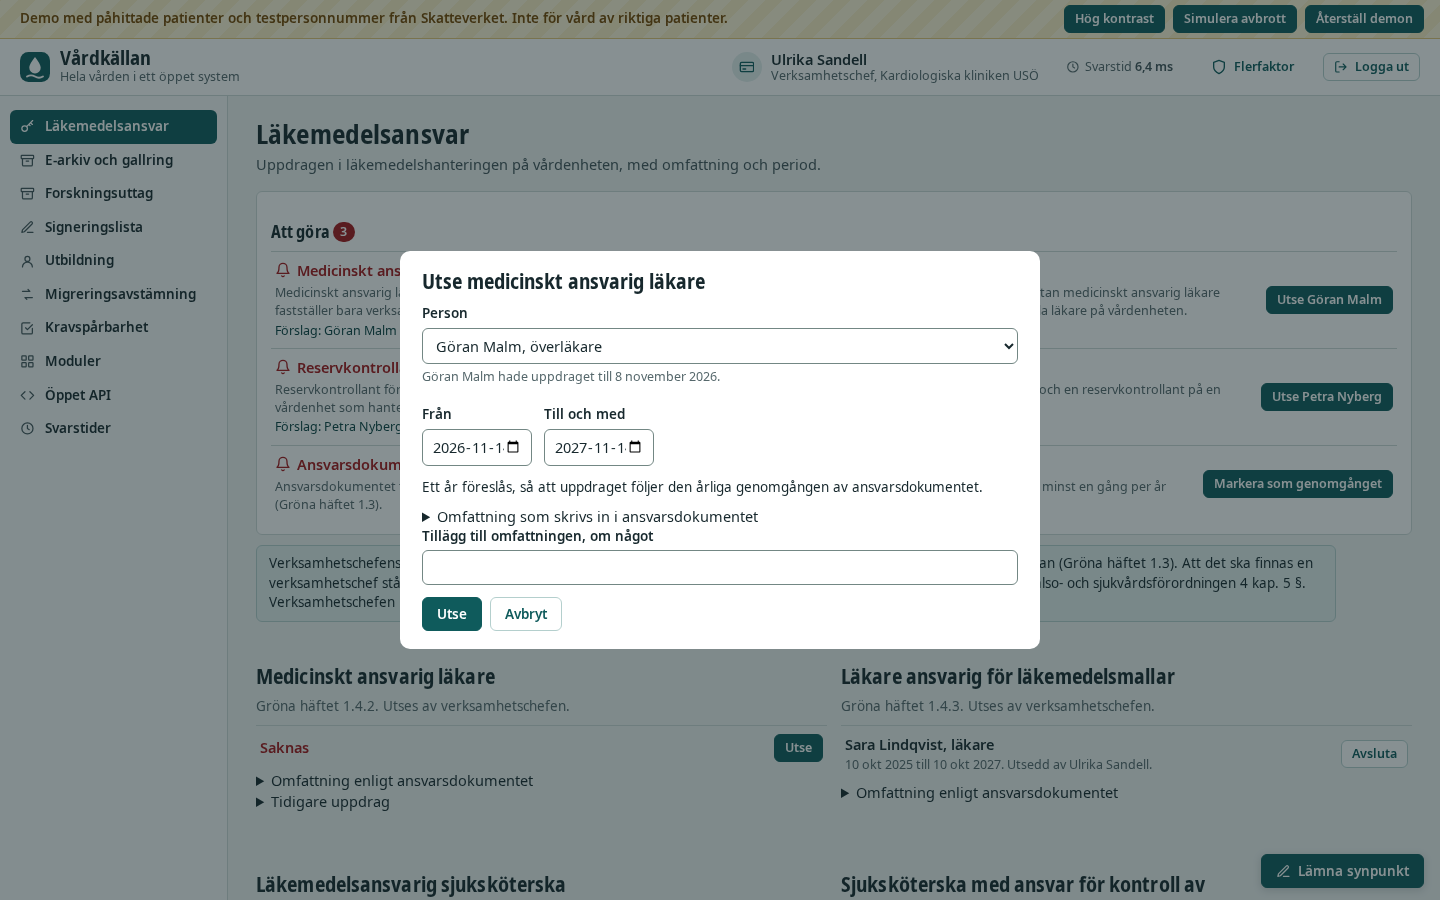 Demo med påhittade patienter och testpersonnummer från Skatteverket. Inte för vård av riktiga patienter.
Hög kontrast
Simulera avbrott
Återställ demon
Vårdkällan
Hela vården i ett öppet system
Ulrika Sandell
Verksamhetschef, Kardiologiska kliniken USÖ
Svarstid 6,4 ms
Flerfaktor
Logga ut
Läkemedelsansvar
E-arkiv och gallring
Forskningsuttag
Signeringslista
Utbildning
Migreringsavstämning
Kravspårbarhet
Moduler
Öppet API
Svarstider
Läkemedelsansvar
Uppdragen i läkemedelshanteringen på vårdenheten, med omfattning och period.
Att göra 3
Medicinskt ans
Medicinskt ansvarig l
tan medicinskt ansvarig läkare
fastställer bara verks
a läkare på vårdenheten.
Förslag: Göran Malm
Utse Göran Malm
Reservkontroll
Reservkontrollant för
och en reservkontrollant på en
vårdenhet som hante
Förslag: Petra Nyberg
Utse Petra Nyberg
Ansvarsdokum
Ansvarsdokumentet
minst en gång per år
(Gröna häftet 1.3).
Markera som genomgånget
Verksamhetschefens
an (Gröna häftet 1.3). Att det ska finnas en
verksamhetschef stå
lso- och sjukvårdsförordningen 4 kap. 5 §.
Verksamhetschefen
Utse medicinskt ansvarig läkare
Person
Göran Malm, överläkare
Göran Malm hade uppdraget till 8 november 2026.
Från
Till och med
2026-11-1
2027-11-1
Ett år föreslås, så att uppdraget följer den årliga genomgången av ansvarsdokumentet.
Omfattning som skrivs in i ansvarsdokumentet
Tillägg till omfattningen, om något
Utse
Avbryt
Medicinskt ansvarig läkare
Gröna häftet 1.4.2. Utses av verksamhetschefen.
Saknas
Utse
Omfattning enligt ansvarsdokumentet
Tidigare uppdrag
Läkare ansvarig för läkemedelsmallar
Gröna häftet 1.4.3. Utses av verksamhetschefen.
Sara Lindqvist, läkare
10 okt 2025 till 10 okt 2027. Utsedd av Ulrika Sandell.
Avsluta
Omfattning enligt ansvarsdokumentet
Läkemedelsansvarig sjuksköterska
Sjuksköterska med ansvar för kontroll av
Lämna synpunkt